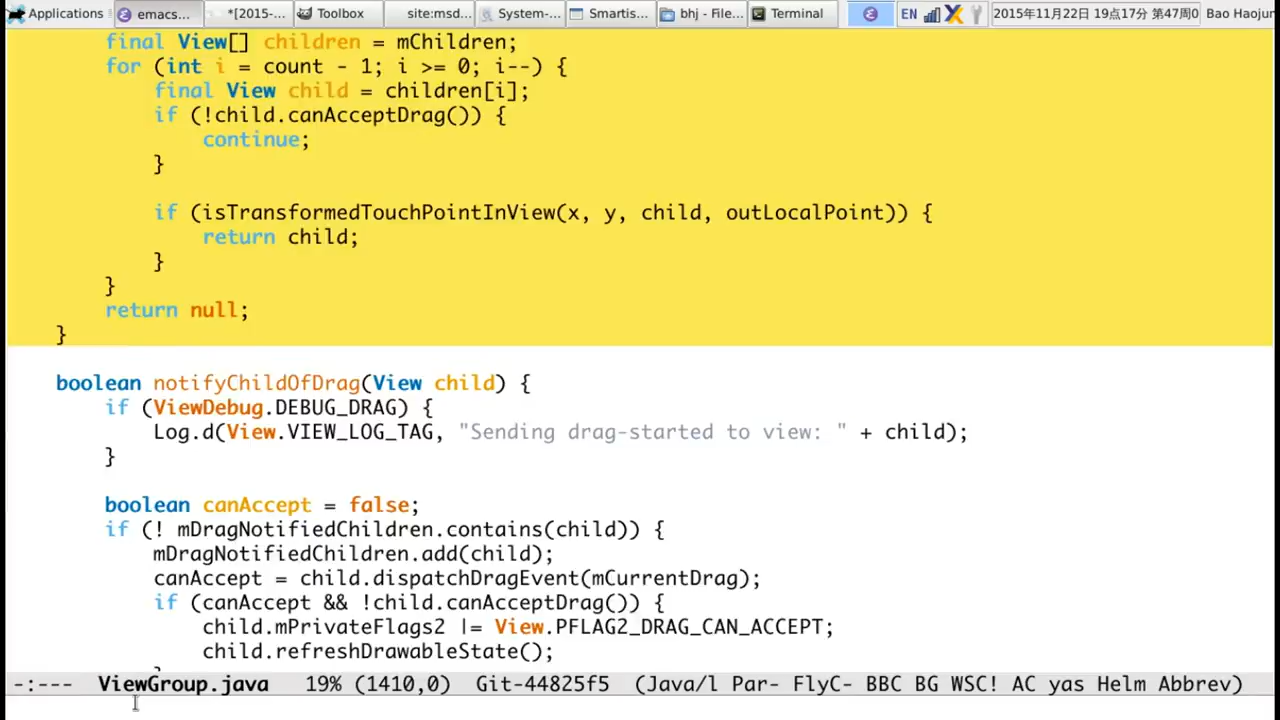 Applications emacs... *[2015-... Toolbox site:msd... System-... Smartis... bhj - File... Terminal EN 2015年11月22日 19点17分 第47周0 Bao Haojun
final View[] children = mChildren;
for (int i = count - 1; i >= 0; i--) {
final View child = children[i];
if (!child.canAcceptDrag()) {
continue;
}
if (isTransformedTouchPointInView(x, y, child, outLocalPoint)) {
return child;
}
}
return null;
}
boolean notifyChildOfDrag(View child) {
if (ViewDebug.DEBUG_DRAG) {
Log.d(View.VIEW_LOG_TAG, "Sending drag-started to view: " + child);
}
boolean canAccept = false;
if (! mDragNotifiedChildren.contains(child)) {
mDragNotifiedChildren.add(child);
canAccept = child.dispatchDragEvent(mCurrentDrag);
if (canAccept && !child.canAcceptDrag()) {
child.mPrivateFlags2 |= View.PFLAG2_DRAG_CAN_ACCEPT;
child.refreshDrawableState();
}
-:--- ViewGroup.java 19% (1410,0) Git-44825f5 (Java/l Par- FlyC- BBC BG WSC! AC yas Helm Abbrev)